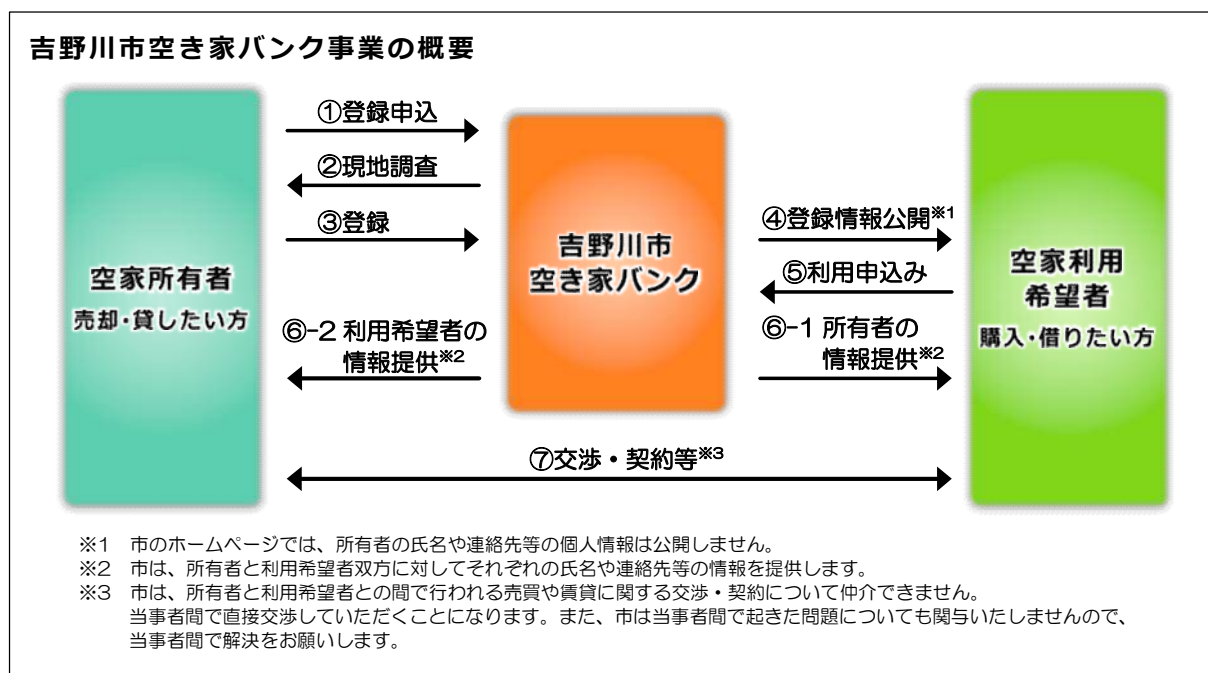 吉野川市空き家バンク事業の概要
空家所有者
売却・貸したい方
①登録申込
②現地調査
③登録
⑥-2 利用希望者の
情報提供※2
吉野川市
空き家バンク
④登録情報公開※1
⑤利用申込み
⑥-1 所有者の
情報提供※2
空家利用
希望者
購入・借りたい方
⑦交渉・契約等※3
※1 市のホームページでは、所有者の氏名や連絡先等の個人情報は公開しません。
※2 市は、所有者と利用希望者双方に対してそれぞれの氏名や連絡先等の情報を提供します。
※3 市は、所有者と利用希望者との間で行われる売買や賃貸に関する交渉・契約について仲介できません。
当事者間で直接交渉していただくことになります。また、市は当事者間で起きた問題についても関与いたしませんので、
当事者間で解決をお願いします。